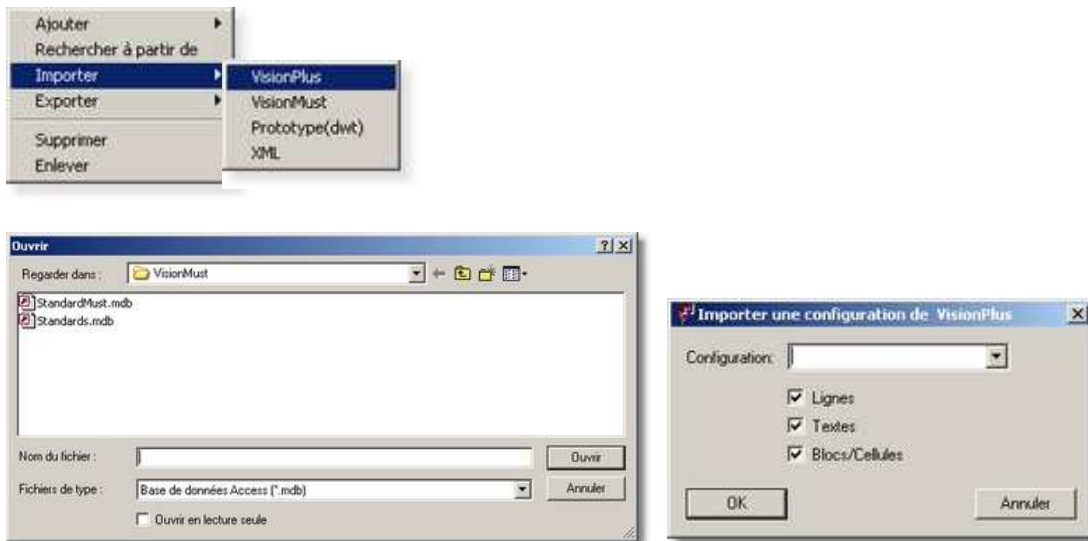 Ajouter
Rechercher à partir de
Importer
Exporter
Supprimer
Enlever
VisionPlus
VisionMust
Prototype(dwt)
XML
Ouvrir
Regarder dans :
VisionMust
StandardMust.mdb
Standards.mdb
Nom du fichier :
Ouvrir
Fichiers de type :
Base de données Access (*.mdb)
Annuler
Ouvrir en lecture seule
Importer une configuration de VisionPlus
Configuration:
Lignes
Textes
Blocs/Cellules
OK
Annuler